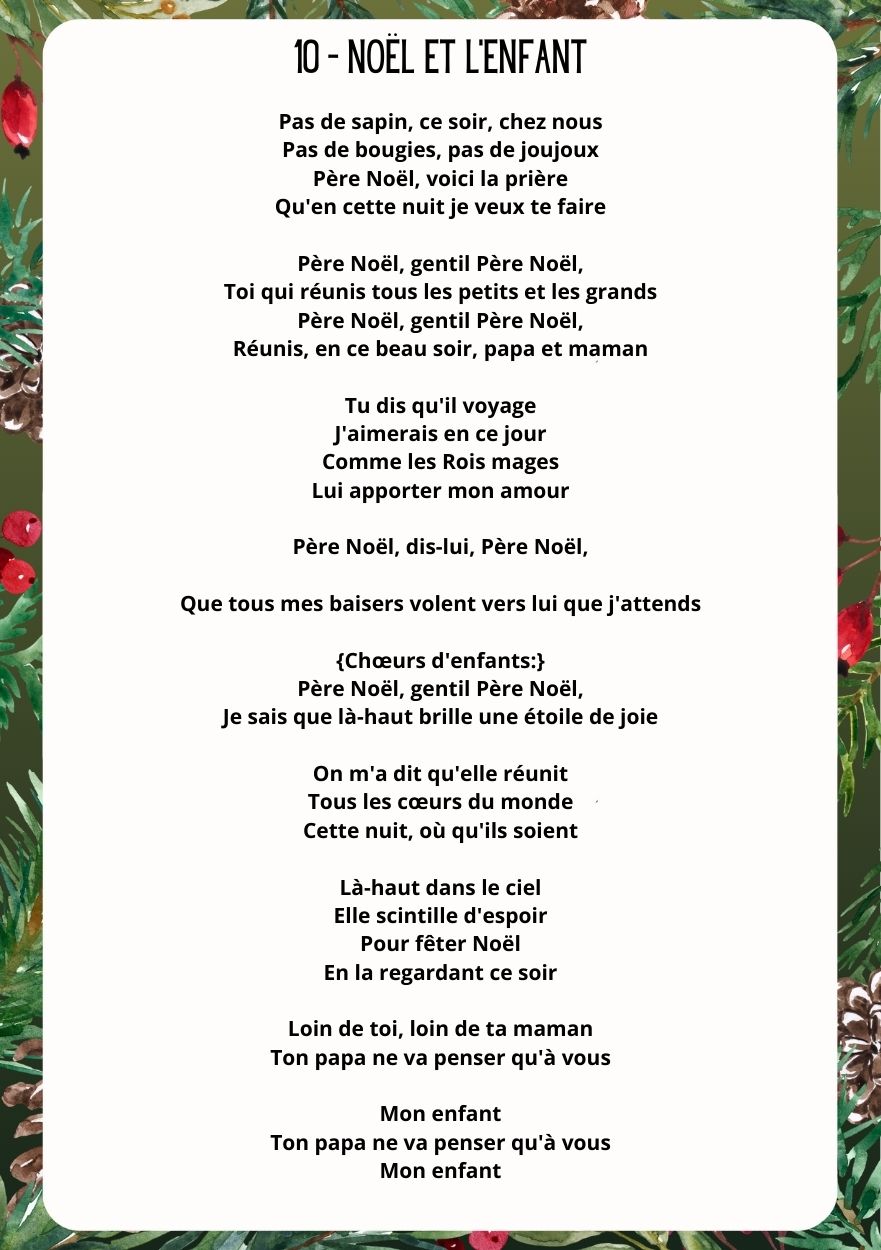 10 - NOËL ET L'ENFANT
Pas de sapin, ce soir, chez nous
Pas de bougies, pas de joujoux
Père Noël, voici la prière
Qu'en cette nuit je veux te faire
Père Noël, gentil Père Noël,
Toi qui réunis tous les petits et les grands
Père Noël, gentil Père Noël,
Réunis, en ce beau soir, papa et maman
Tu dis qu'il voyage
J'aimerais en ce jour
Comme les Rois mages
Lui apporter mon amour
Père Noël, dis-lui, Père Noël,
Que tous mes baisers volent vers lui que j'attends
{Chœurs d'enfants:}
Père Noël, gentil Père Noël,
Je sais que là-haut brille une étoile de joie
On m'a dit qu'elle réunit
Tous les cœurs du monde
Cette nuit, où qu'ils soient
Là-haut dans le ciel
Elle scintille d'espoir
Pour fêter Noël
En la regardant ce soir
Loin de toi, loin de ta maman
Ton papa ne va penser qu'à vous
Mon enfant
Ton papa ne va penser qu'à vous
Mon enfant